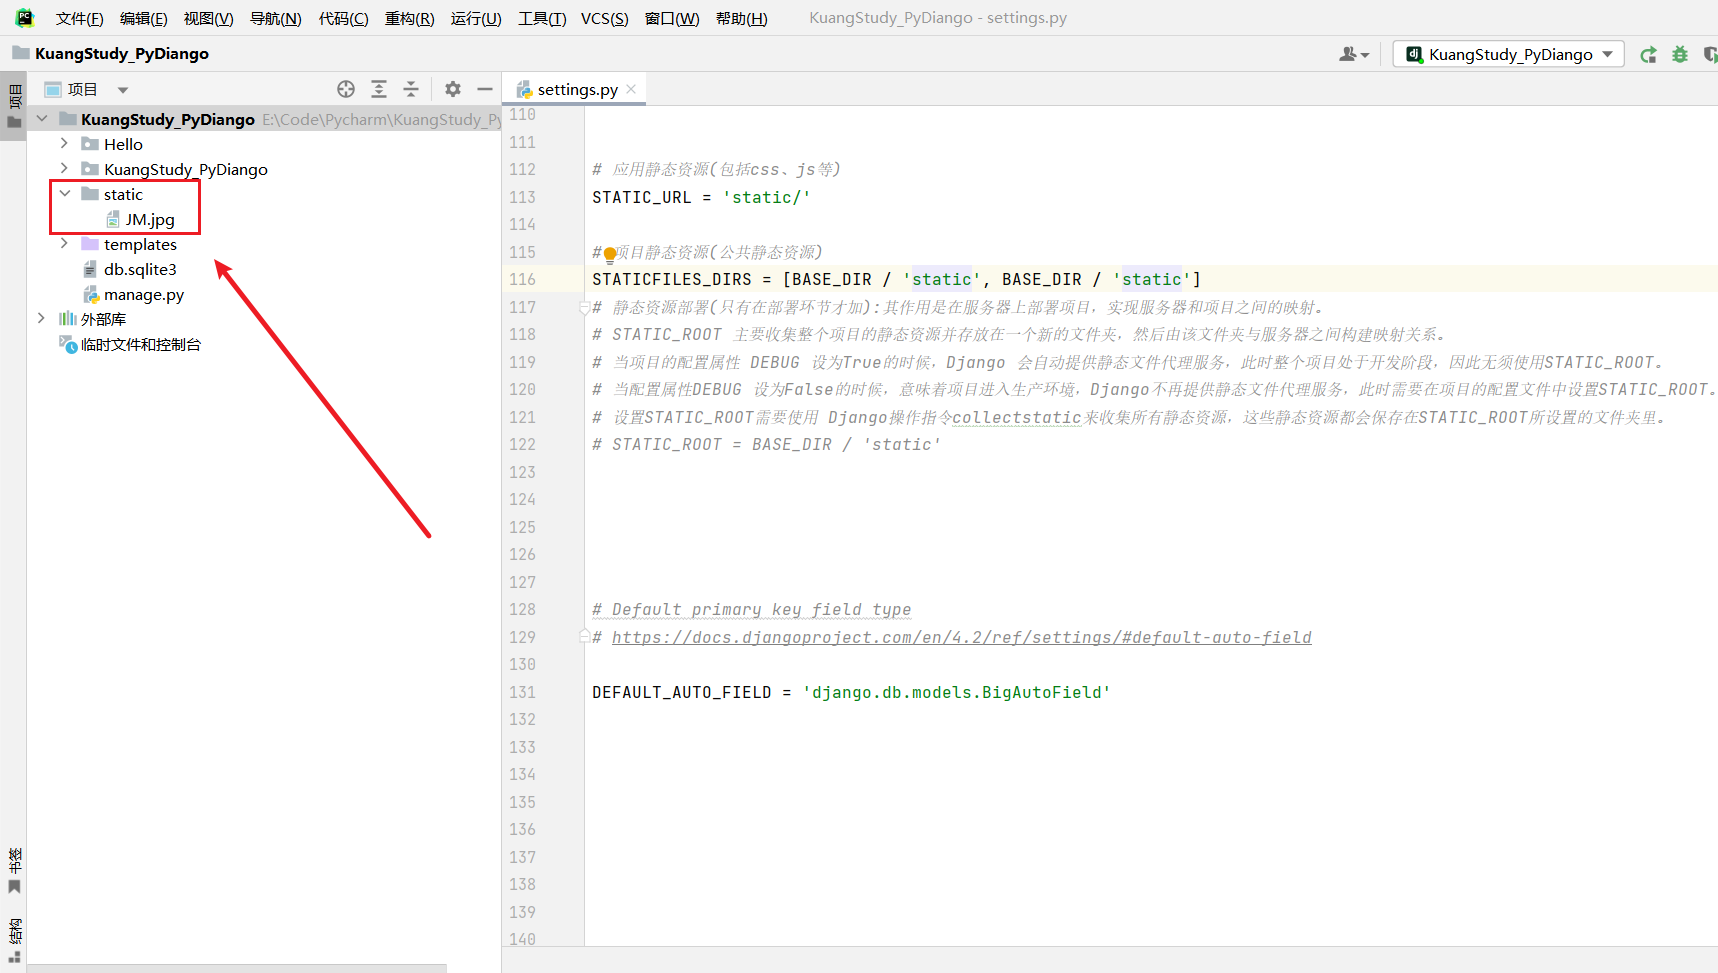 文件(F) 编辑(E) 视图(V) 导航(N) 代码(C) 重构(R) 运行(U) 工具(T) VCS(S) 窗口(W) 帮助(H) KuangStudy_PyDiango - settings.py
KuangStudy_PyDiango
KuangStudy_PyDiango
项目
项目
settings.py
KuangStudy_PyDiango E:\Code\Pycharm\KuangStudy_Py
Hello
KuangStudy_PyDiango
static
JM.jpg
templates
db.sqlite3
manage.py
外部库
临时文件和控制台
书签
结构
110
111
112 # 应用静态资源(包括css、js等)
113 STATIC_URL = 'static/'
114
115 # 项目静态资源(公共静态资源)
116 STATICFILES_DIRS = [BASE_DIR / 'static', BASE_DIR / 'static']
117 # 静态资源部署(只有在部署环节才加):其作用是在服务器上部署项目，实现服务器和项目之间的映射。
118 # STATIC_ROOT 主要收集整个项目的静态资源并存放在一个新的文件夹，然后由该文件夹与服务器之间构建映射关系。
119 # 当项目的配置属性 DEBUG 设为True的时候，Django 会自动提供静态文件代理服务，此时整个项目处于开发阶段，因此无须使用STATIC_ROOT。
120 # 当配置属性DEBUG 设为False的时候，意味着项目进入生产环境，Django不再提供静态文件代理服务，此时需要在项目的配置文件中设置STATIC_ROOT。
121 # 设置STATIC_ROOT需要使用 Django操作指令collectstatic来收集所有静态资源，这些静态资源都会保存在STATIC_ROOT所设置的文件夹里。
122 # STATIC_ROOT = BASE_DIR / 'static'
123
124
125
126
127
128 # Default primary key field type
129 # https://docs.djangoproject.com/en/4.2/ref/settings/#default-auto-field
130
131 DEFAULT_AUTO_FIELD = 'django.db.models.BigAutoField'
132
133
134
135
136
137
138
139
140